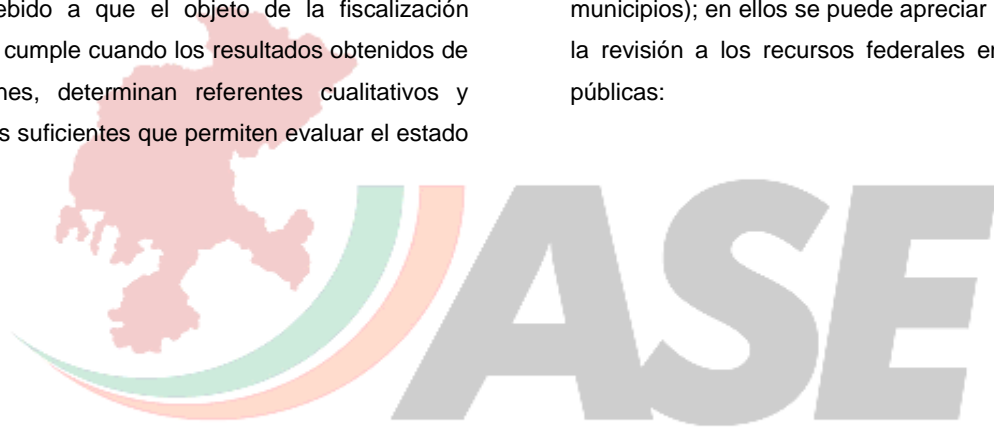 ebido a que el objeto de la fiscalización
cumple cuando los resultados obtenidos de
nes, determinan referentes cualitativos y
s suficientes que permiten evaluar el estado
municipios); en ellos se puede apreciar
la revisión a los recursos federales en
públicas:
ASE